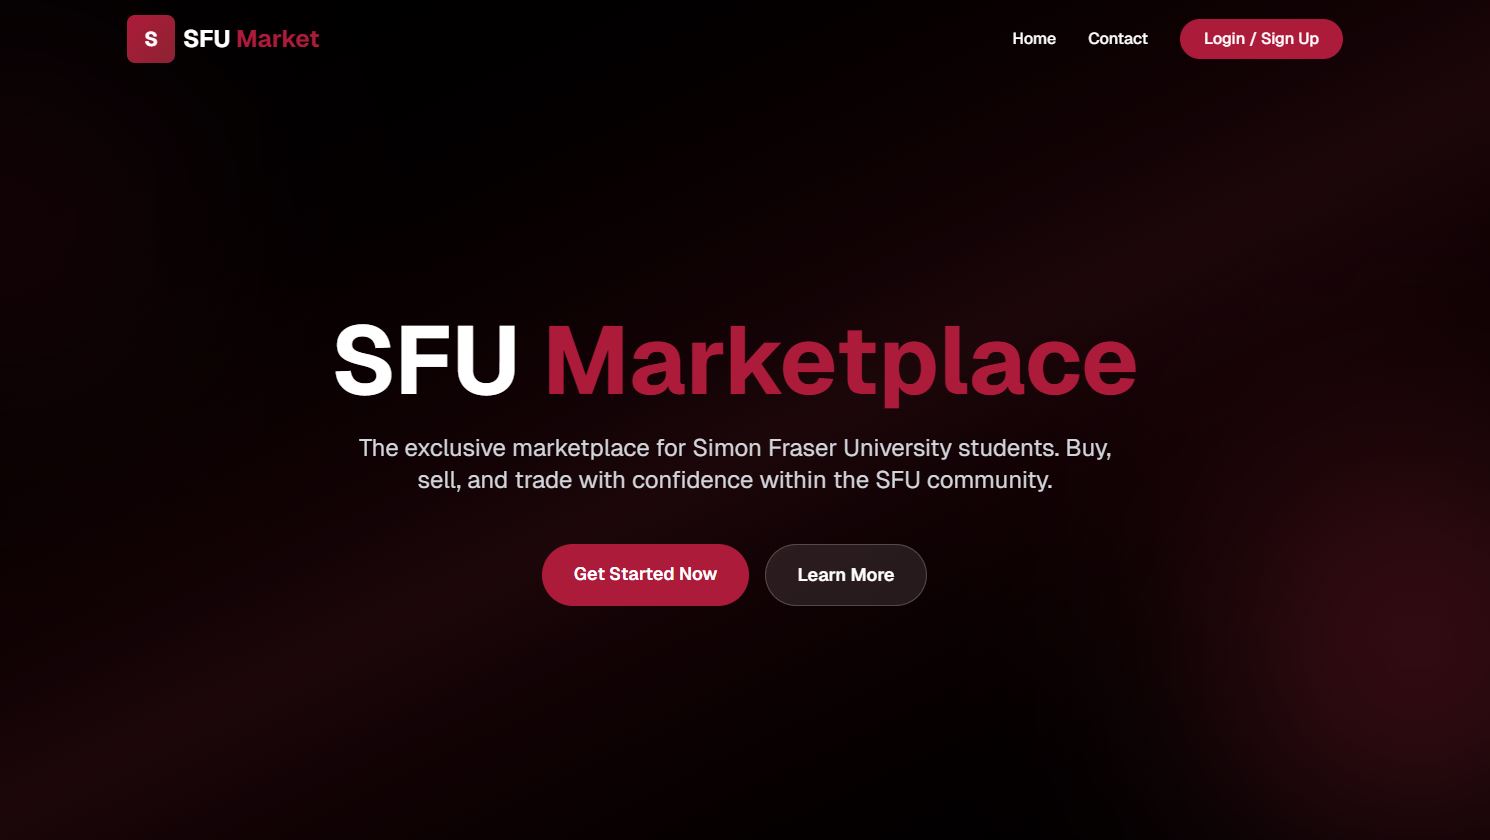 S
SFU Market
Home
Contact
Login / Sign Up
SFU Marketplace
The exclusive marketplace for Simon Fraser University students. Buy,
sell, and trade with confidence within the SFU community.
Get Started Now
Learn More